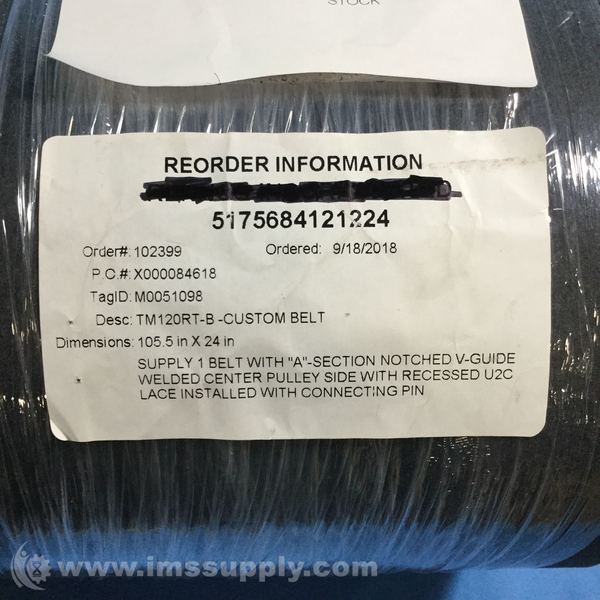 STOCK
REORDER INFORMATION
5175684121224
Order#: 102399 Ordered: 9/18/2018
P.C.#: X000084618
TagID: M0051098
Desc: TM120RT-B -CUSTOM BELT
Dimensions: 105.5 in X 24 in
SUPPLY 1 BELT WITH "A"-SECTION NOTCHED V-GUIDE
WELDED CENTER PULLEY SIDE WITH RECESSED U2C
LACE INSTALLED WITH CONNECTING PIN
www.imssupply.com